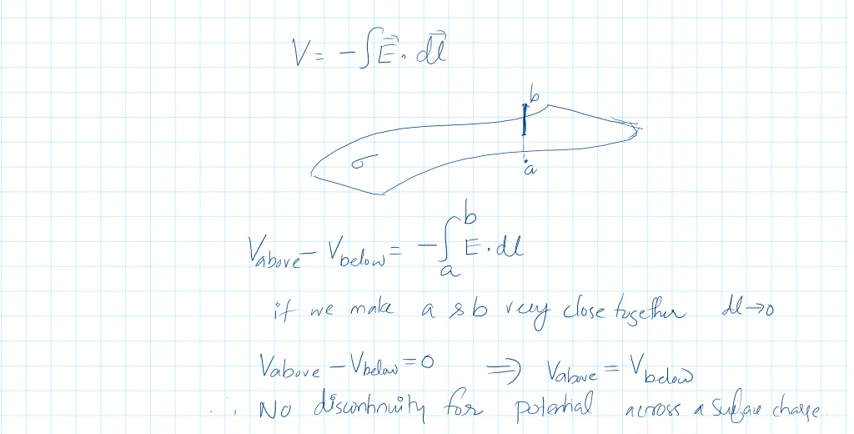 V = -∫E⃗ . dl⃗
b
σ
a
Vabove - Vbelow = -∫ₐᵇ E . dl
if we make a & b very close together dl→0
Vabove - Vbelow = 0 ⇒ Vabove = Vbelow
∴ No discontinuity for potential across a surface charge.